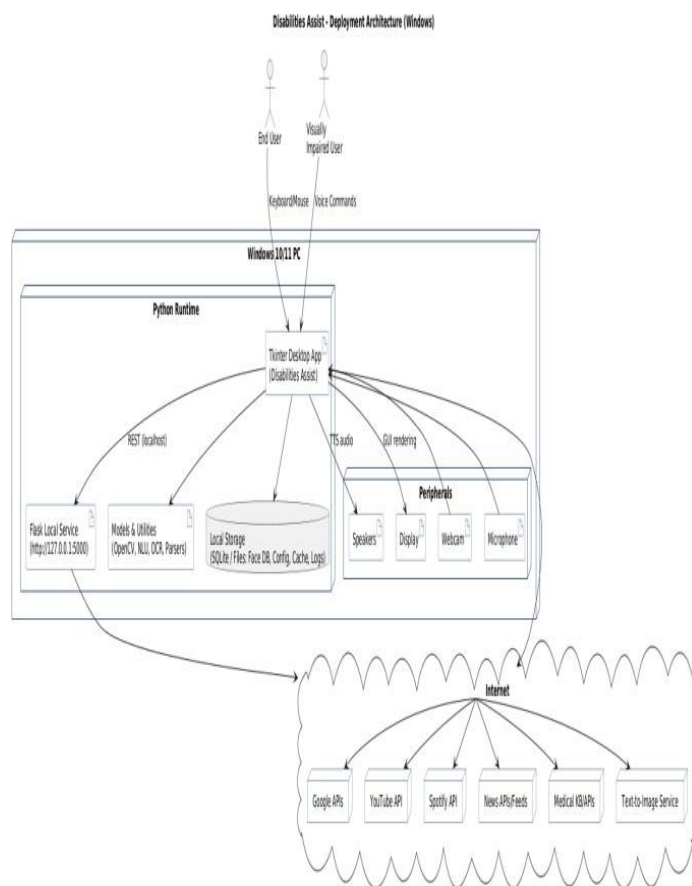 Disabilities Assist - Deployment Architecture (Windows)
End User
Visually
Impaired User
Keyboard/Mouse
Voice Commands
Windows 10/11 PC
Python Runtime
Tkinter Desktop App
(Disabilities Assist)
REST (localhost)
TTS audio
GUI rendering
Peripherals
Flask Local Service
(http://127.0.0.1:5000)
Models & Utilities
(OpenCV, NLU, OCR, Parsers)
Local Storage
(SQLite / Files: Face DB, Config, Cache, Logs)
Speakers
Display
Webcam
Microphone
Internet
Google APIs
YouTube API
Spotify API
News APIs/Feeds
Medical KB/APIs
Text-to-Image Service